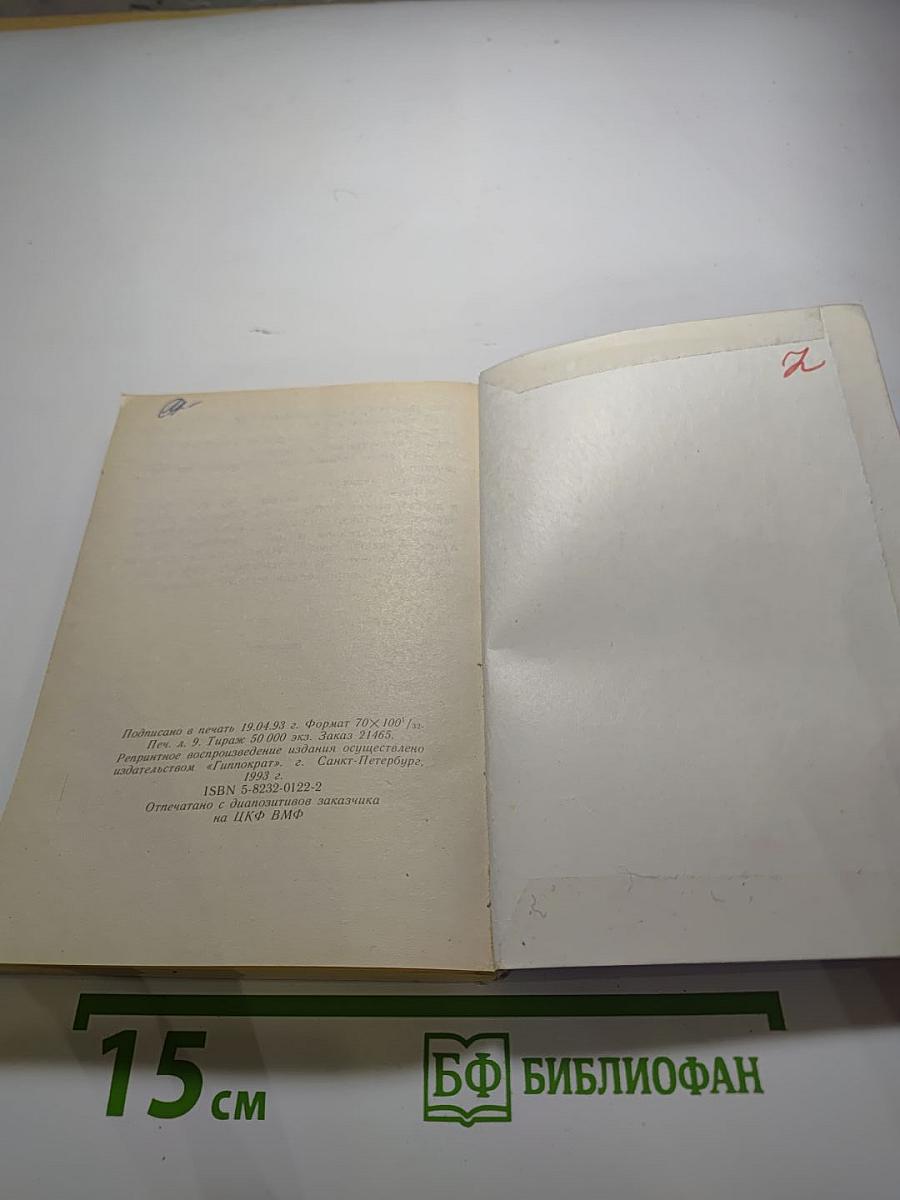 Подписано в печать 19.04.93 г. Формат 70×100¹/₃₂.
Печ. л. 9. Тираж 50 000 экз. Заказ 21465.
Репринтное воспроизведение издания осуществлено
издательством «Гиппократ». г. Санкт-Петербург,
1993 г.
ISBN 5-8232-0122-2
Отпечатано с диапозитивов заказчика
на ЦКФ ВМФ
15 см
БФ БИБЛИОФАН